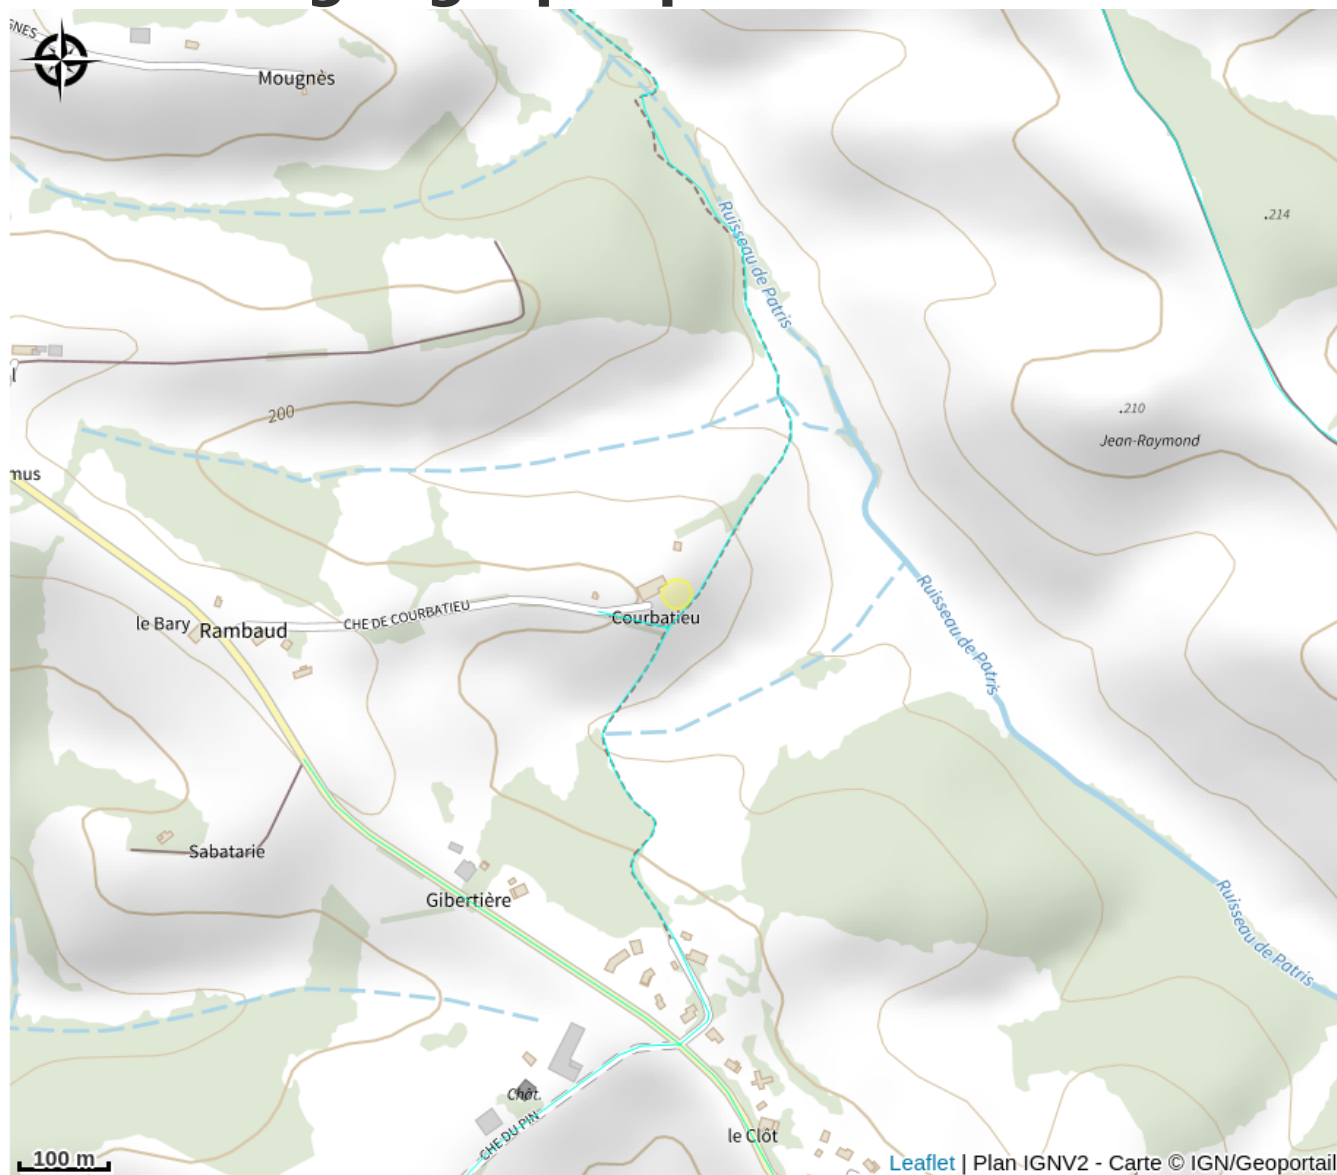 GNES
Mougnès
Ruisseau de Patris
.214
200
.210
Jean-Raymond
mus
le Bary
Rambaud
CHE DE COURBATIEU
Courbatieu
Ruisseau de Patris
Sabatarie
Gibertière
Ruisseau de Patris
Chât.
CHE DU PIN
le Clôt
100 m
Leaflet | Plan IGNV2 - Carte © IGN/Geoportail